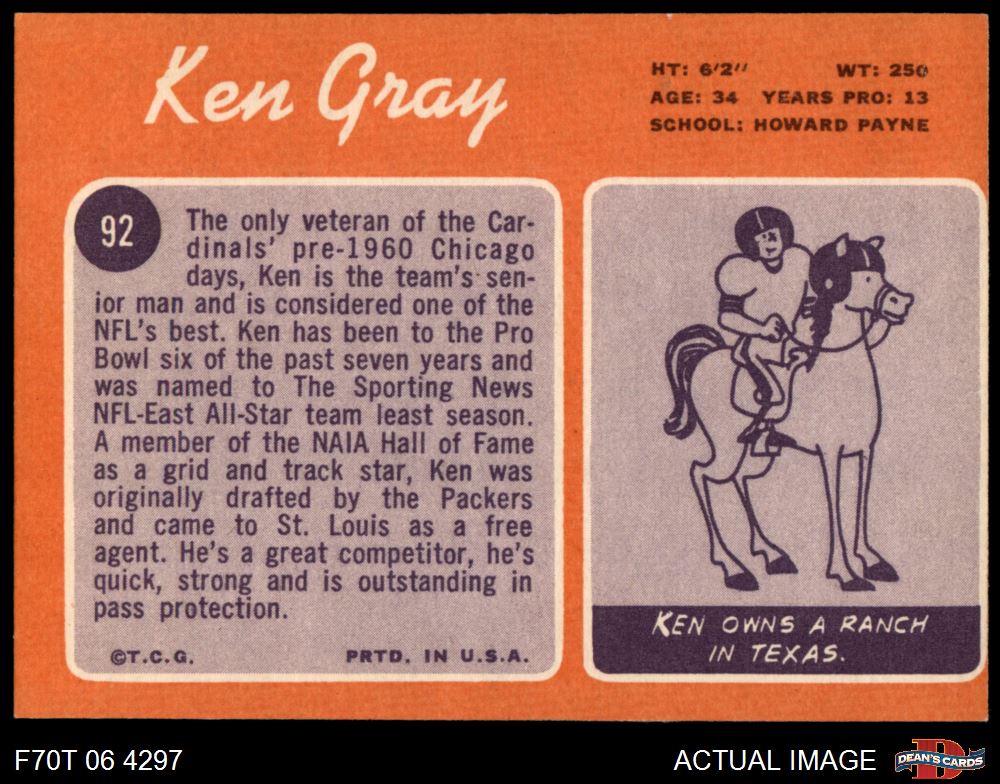 Ken Gray
HT: 6'2" WT: 250
AGE: 34 YEARS PRO: 13
SCHOOL: HOWARD PAYNE
92
The only veteran of the Car-
dinals' pre-1960 Chicago
days, Ken is the team's sen-
ior man and is considered one of the
NFL's best. Ken has been to the Pro
Bowl six of the past seven years and
was named to The Sporting News
NFL-East All-Star team least season.
A member of the NAIA Hall of Fame
as a grid and track star, Ken was
originally drafted by the Packers
and came to St. Louis as a free
agent. He's a great competitor, he's
quick, strong and is outstanding in
pass protection.
©T.C.G. PRTD. IN U.S.A.
KEN OWNS A RANCH
IN TEXAS.
F70T 06 4297
ACTUAL IMAGE
DEAN'S CARDS